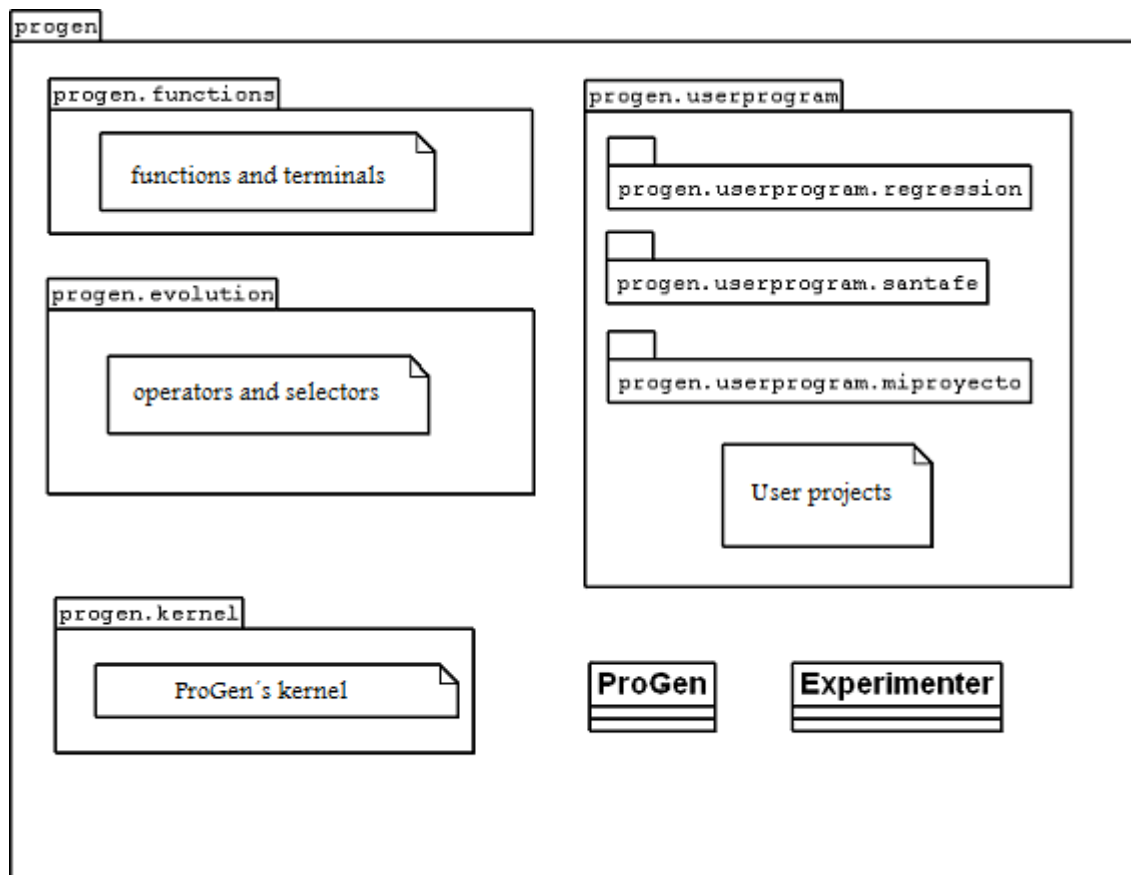 progen
progen.functions
functions and terminals
progen.evolution
operators and selectors
progen.kernel
ProGen´s kernel
progen.userprogram
progen.userprogram.regression
progen.userprogram.santafe
progen.userprogram.miproyecto
User projects
ProGen
Experimenter